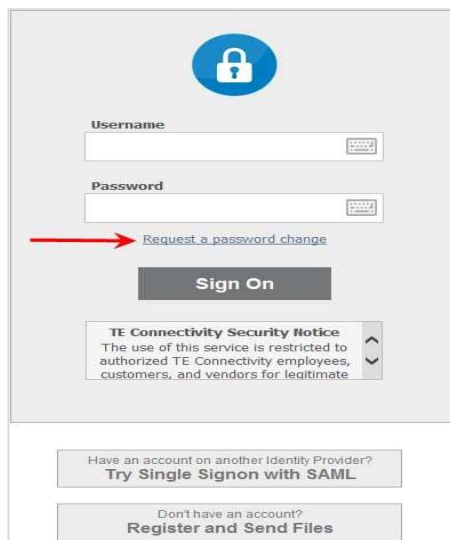 Username
Password
Request a password change
Sign On
TE Connectivity Security Notice
The use of this service is restricted to
authorized TE Connectivity employees,
customers, and vendors for legitimate
Have an account on another Identity Provider?
Try Single Signon with SAML
Don't have an account?
Register and Send Files